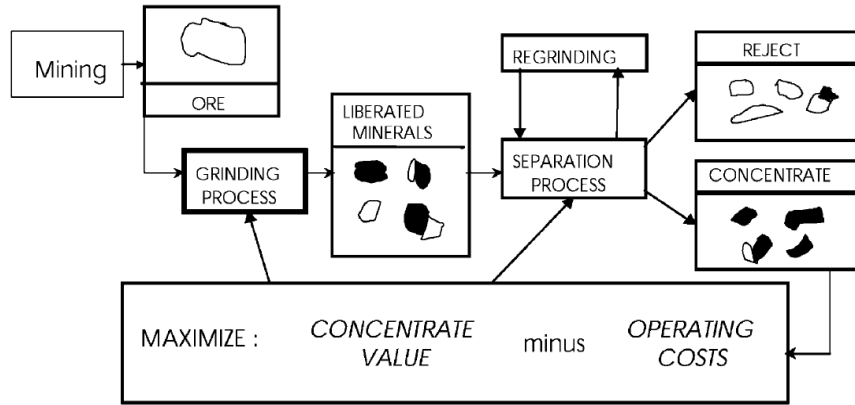 Mining
ORE
GRINDING
PROCESS
LIBERATED
MINERALS
REGRINDING
SEPARATION
PROCESS
REJECT
CONCENTRATE
MAXIMIZE : CONCENTRATE minus OPERATING
VALUE COSTS